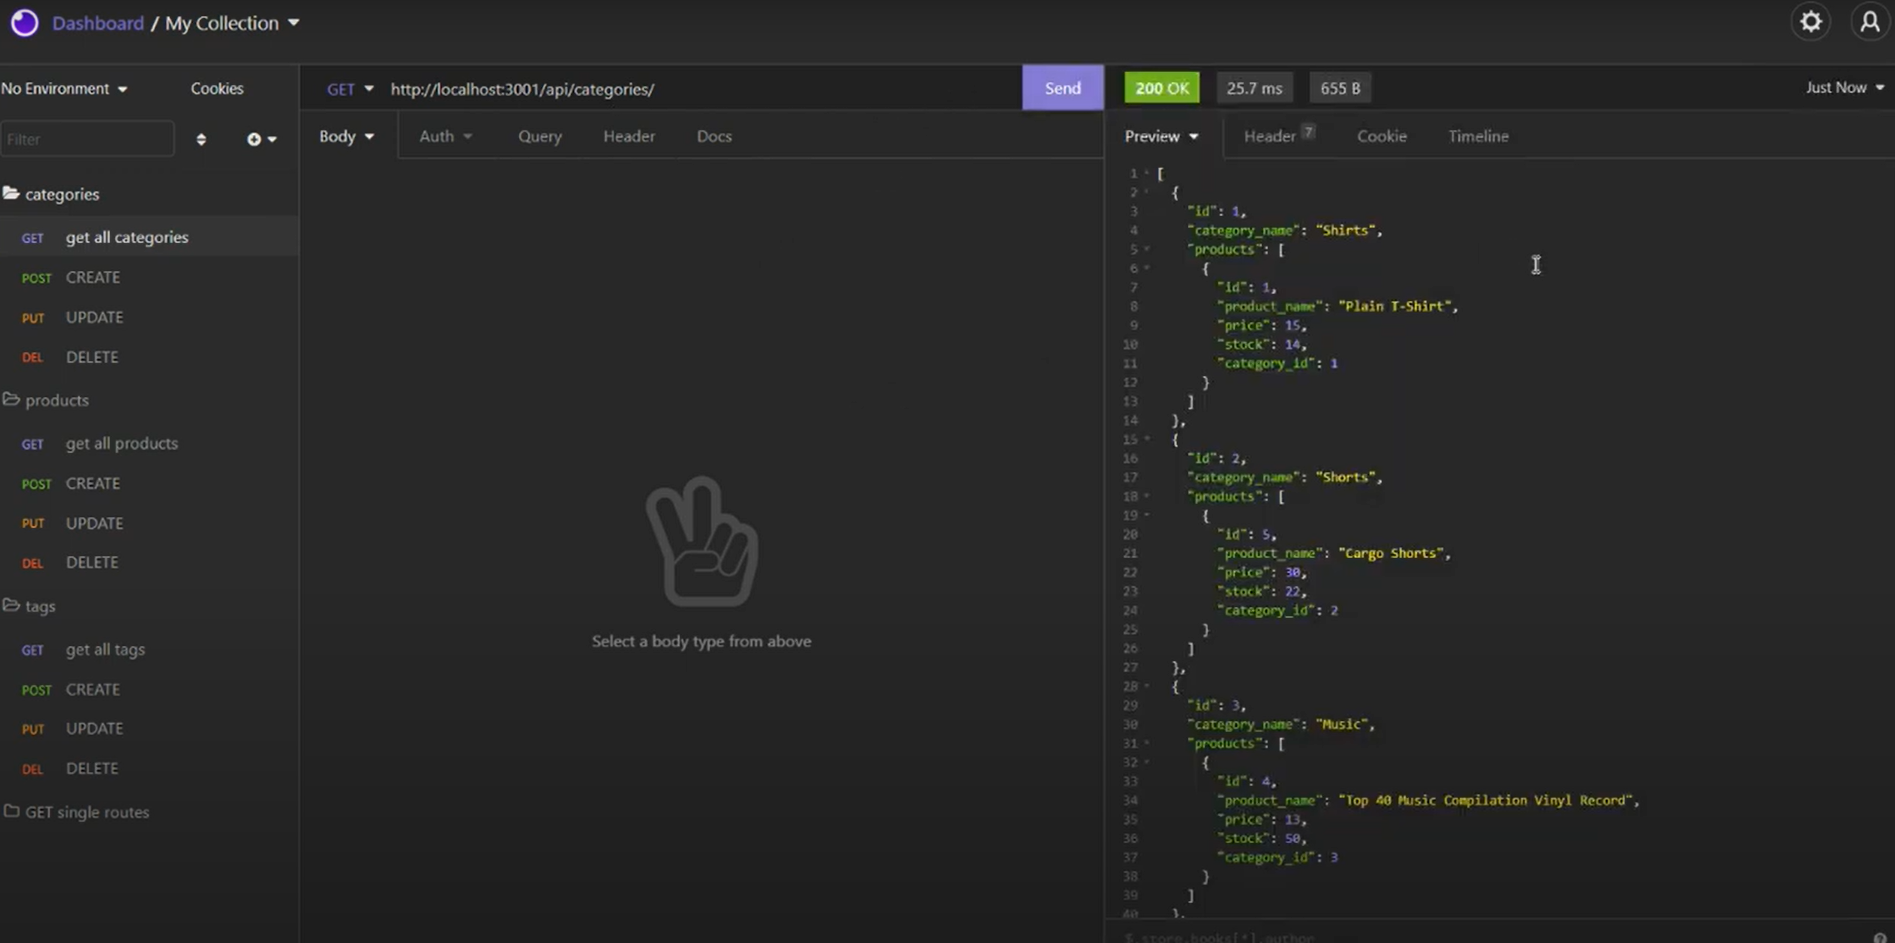 Dashboard / My Collection
No Environment
Cookies
Filter
categories
GET get all categories
POST CREATE
PUT UPDATE
DEL DELETE
products
GET get all products
POST CREATE
PUT UPDATE
DEL DELETE
tags
GET get all tags
POST CREATE
PUT UPDATE
DEL DELETE
GET single routes
GET http://localhost:3001/api/categories/ Send
Body Auth Query Header Docs
Select a body type from above
200 OK 25.7 ms 655 B Just Now
Preview Header 7 Cookie Timeline
1 [
2 {
3 "id": 1,
4 "category_name": "Shirts",
5 "products": [
6 {
7 "id": 1,
8 "product_name": "Plain T-Shirt",
9 "price": 15,
10 "stock": 14,
11 "category_id": 1
12 }
13 ]
14 },
15 {
16 "id": 2,
17 "category_name": "Shorts",
18 "products": [
19 {
20 "id": 5,
21 "product_name": "Cargo Shorts",
22 "price": 30,
23 "stock": 22,
24 "category_id": 2
25 }
26 ]
27 },
28 {
29 "id": 3,
30 "category_name": "Music",
31 "products": [
32 {
33 "id": 4,
34 "product_name": "Top 40 Music Compilation Vinyl Record",
35 "price": 13,
36 "stock": 50,
37 "category_id": 3
38 }
39 ]
40 },
$.store.books[*].author